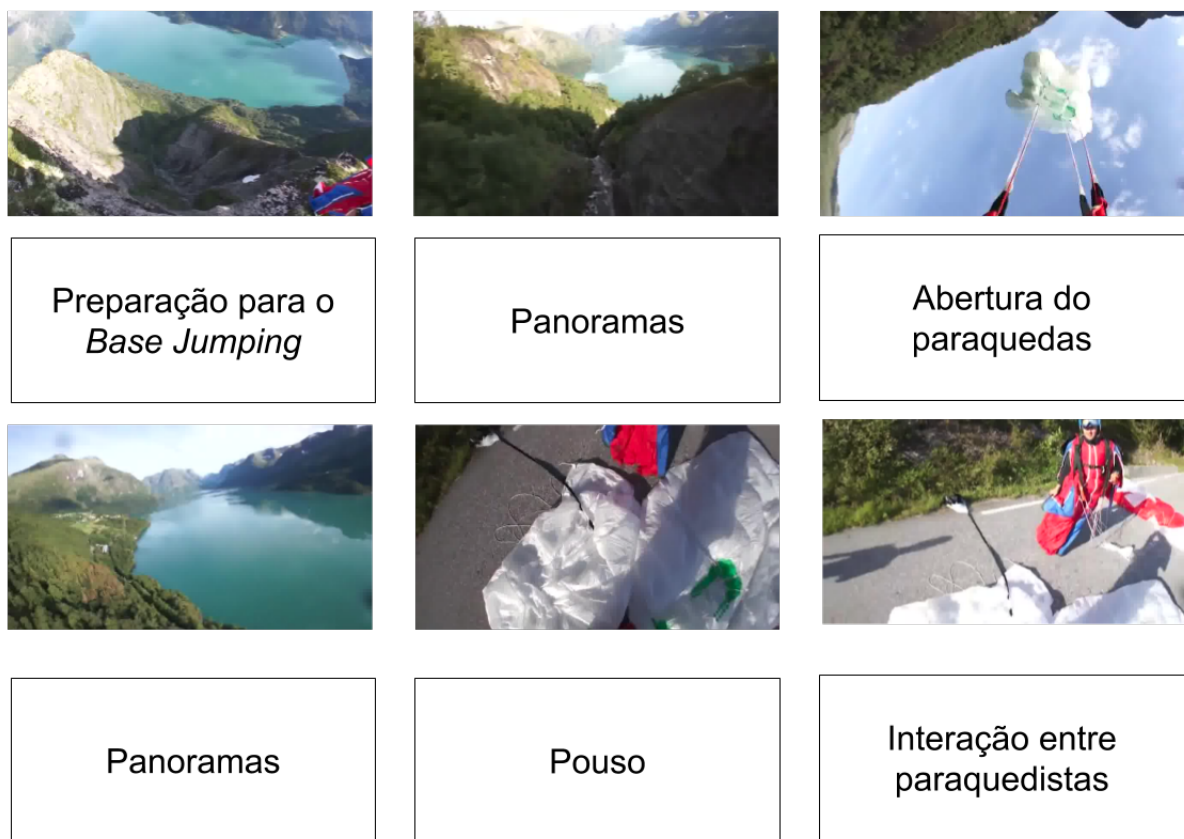 Preparação para o
Base Jumping
Panoramas
Abertura do
paraquedas
Panoramas
Pouso
Interação entre
paraquedistas